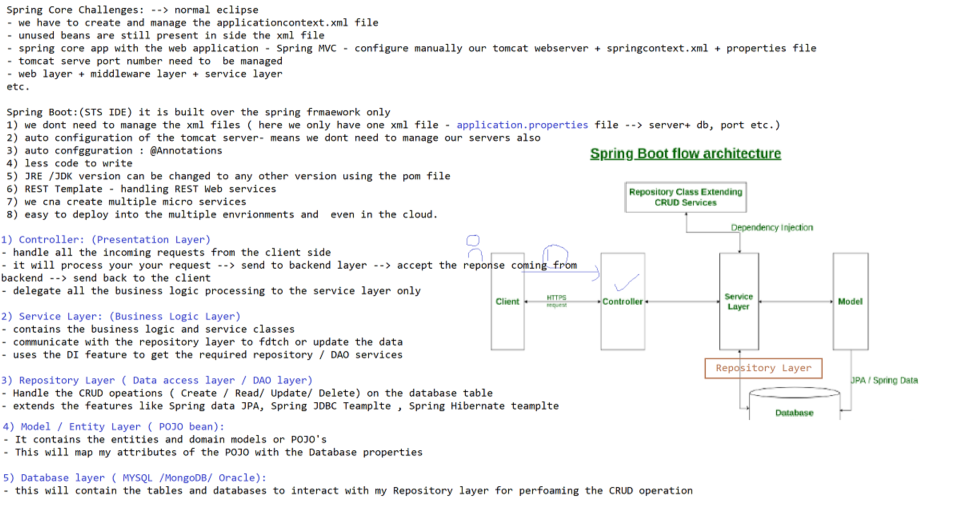 Spring Core Challenges: --> normal eclipse
- we have to create and manage the applicationcontext.xml file
- unused beans are still present in side the xml file
- spring core app with the web application - Spring MVC - configure manually our tomcat webserver + springcontext.xml + properties file
- tomcat serve port number need to  be managed
- web layer + middleware layer + service layer
etc.
Spring Boot:(STS IDE) it is built over the spring frmaework only
1) we dont need to manage the xml files ( here we only have one xml file - application.properties file --> server+ db, port etc.)
2) auto configuration of the tomcat server- means we dont need to manage our servers also
3) auto confgguration : @Annotations
4) less code to write
5) JRE /JDK version can be changed to any other version using the pom file
6) REST Template - handling REST Web services
7) we cna create multiple micro services
8) easy to deploy into the multiple envrionments and  even in the cloud.
1) Controller: (Presentation Layer)
- handle all the incoming requests from the client side
- it will process your your request --> send to backend layer --> accept the reponse coming from
backend --> send back to the client
- delegate all the business logic processing to the service layer only
2) Service Layer: (Business Logic Layer)
- contains the business logic and service classes
- communicate with the repository layer to fdtch or update the data
- uses the DI feature to get the required repository / DAO services
3) Repository Layer ( Data access layer / DAO layer)
- Handle the CRUD opeations ( Create / Read/ Update/ Delete) on the database table
- extends the features like Spring data JPA, Spring JDBC Teamplte , Spring Hibernate teamplte
4) Model / Entity Layer ( POJO bean):
- It contains the entities and domain models or POJO's
- This will map my attributes of the POJO with the Database properties
5) Database layer ( MYSQL /MongoDB/ Oracle):
- this will contain the tables and databases to interact with my Repository layer for perfoaming the CRUD operation
Spring Boot flow architecture
Repository Class Extending
CRUD Services
Dependency Injection
Client
HTTPS
request
Controller
Service
Layer
Model
Repository Layer
JPA / Spring Data
Database